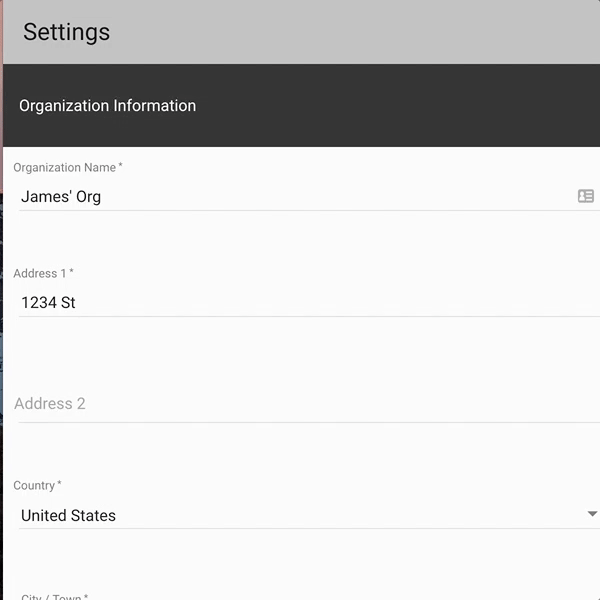 Settings
Organization Information
Organization Name *
James' Org
Address 1 *
1234 St
Address 2
Country *
United States
City / Town *